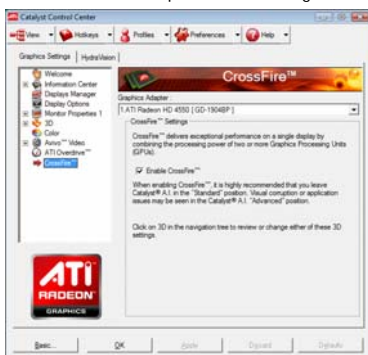 Catalyst Control Center
View Hotkeys Profiles Preferences Help
Graphics Settings HydraVision
Welcome
Information Center
Displays Manager
Display Options
Monitor Properties 1
3D
Color
Avivo™ Video
ATI Overdrive™
CrossFire™
CrossFire™
Graphics Adapter:
1.ATI Radeon HD 4550 [ GD-1904BF ]
CrossFire™ Settings
CrossFire™ delivers exceptional performance on a single display by
combining the processing power of two or more Graphics Processing Units
(GPUs).
Enable CrossFire™
When enabling CrossFire™, it is highly recommended that you leave
Catalyst® A.I. in the "Standard" position. Visual corruption or application
issues may be seen in the Catalyst® A.I. "Advanced" position.
Click on 3D in the navigation tree to review or change either of these 3D
settings.
ATI
RADEON
GRAPHICS
Basic...
OK
Apply
Discard
Defaults